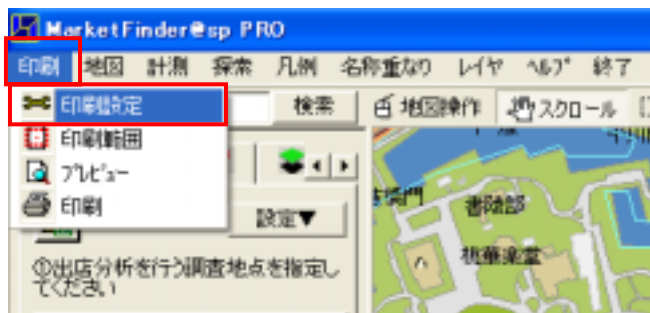 MarketFinder@sp PRO
印刷 地図 計測 探索 凡例 名称重なり レイヤ ﾍﾙﾌﾟ 終了
印刷設定 検索 地図操作 スクロール
印刷範囲
ﾌﾟﾚﾋﾞｭｰ
印刷
設定▼
①出店分析を行う調査地点を指定し
てください
書陵部
桃華楽堂